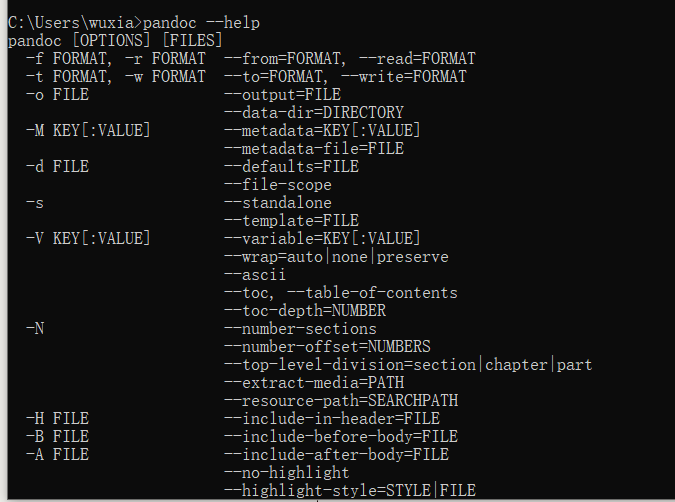 C:\Users\wuxia>pandoc --help
pandoc [OPTIONS] [FILES]
-f FORMAT, -r FORMAT --from=FORMAT, --read=FORMAT
-t FORMAT, -w FORMAT --to=FORMAT, --write=FORMAT
-o FILE --output=FILE
--data-dir=DIRECTORY
-M KEY[:VALUE] --metadata=KEY[:VALUE]
--metadata-file=FILE
-d FILE --defaults=FILE
--file-scope
-s --standalone
--template=FILE
-V KEY[:VALUE] --variable=KEY[:VALUE]
--wrap=auto|none|preserve
--ascii
--toc, --table-of-contents
--toc-depth=NUMBER
-N --number-sections
--number-offset=NUMBERS
--top-level-division=section|chapter|part
--extract-media=PATH
--resource-path=SEARCHPATH
-H FILE --include-in-header=FILE
-B FILE --include-before-body=FILE
-A FILE --include-after-body=FILE
--no-highlight
--highlight-style=STYLE|FILE